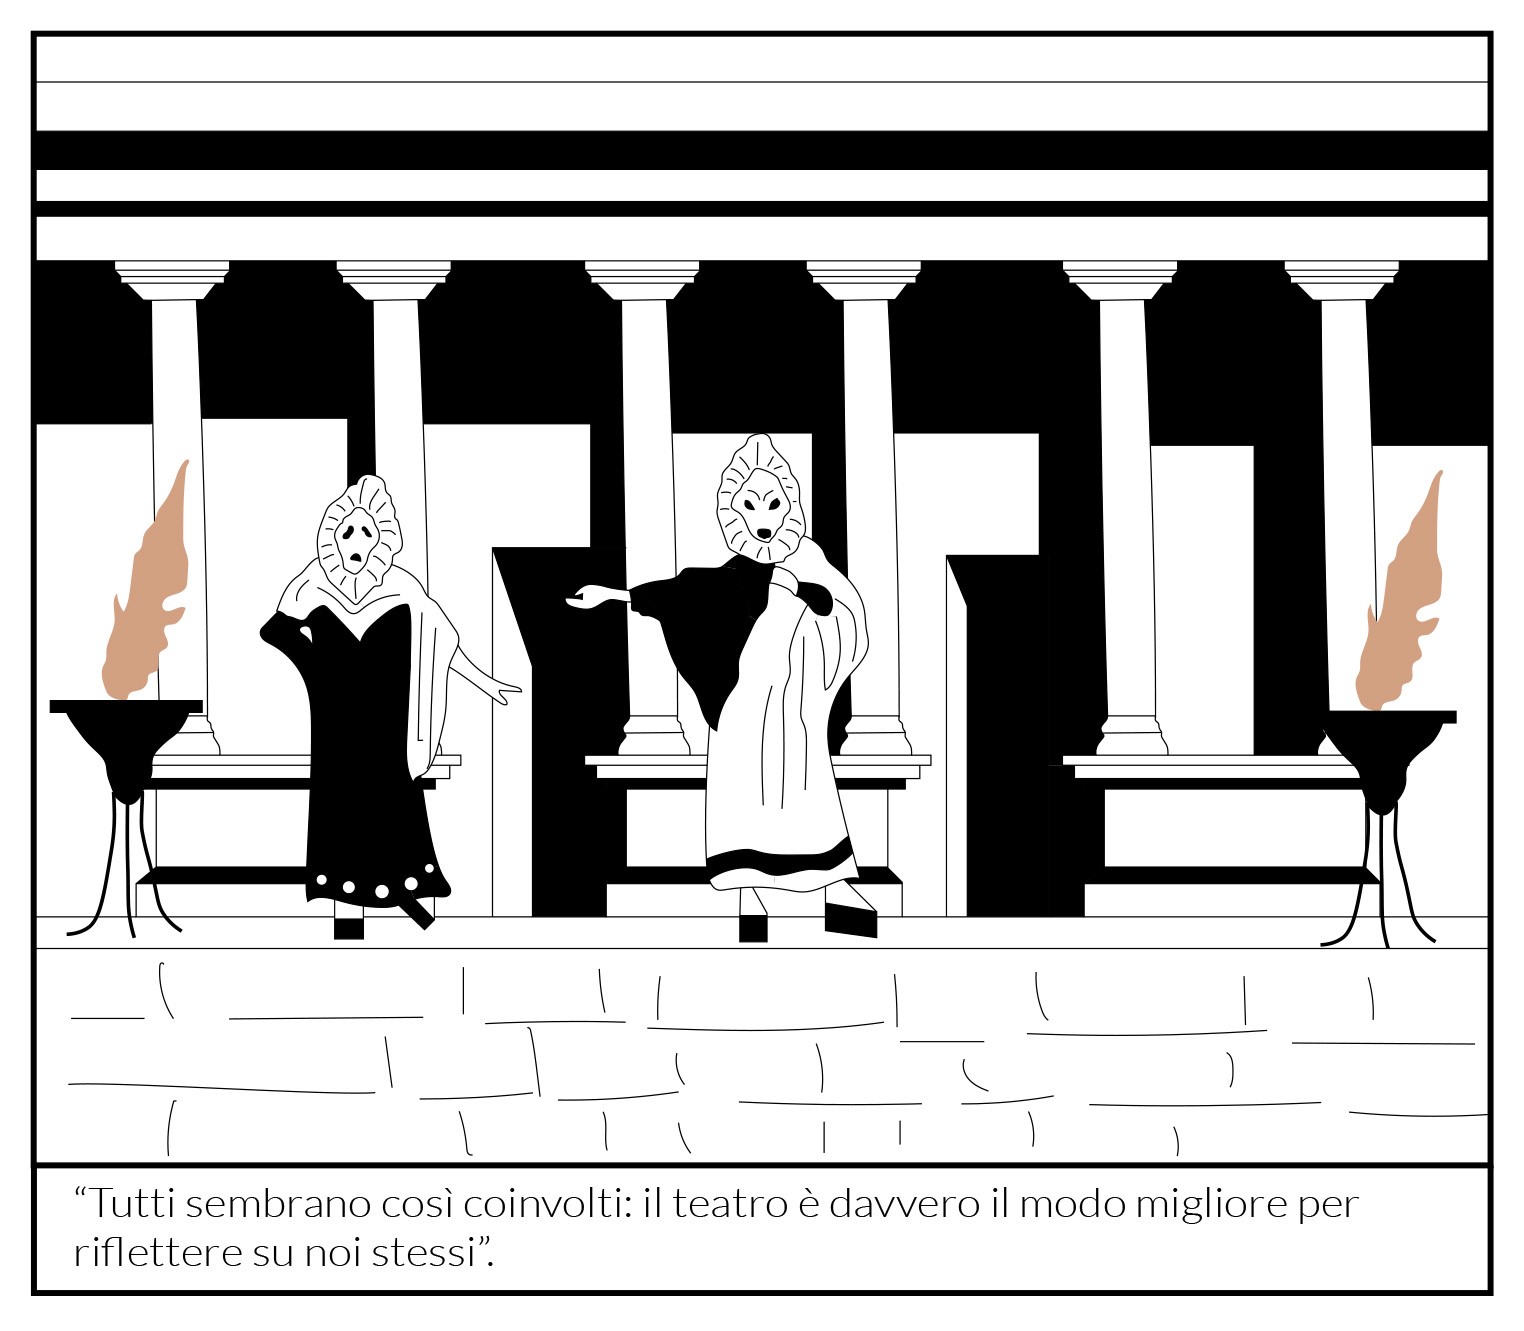 “Tutti sembrano così coinvolti: il teatro è davvero il modo migliore per
riflettere su noi stessi”.